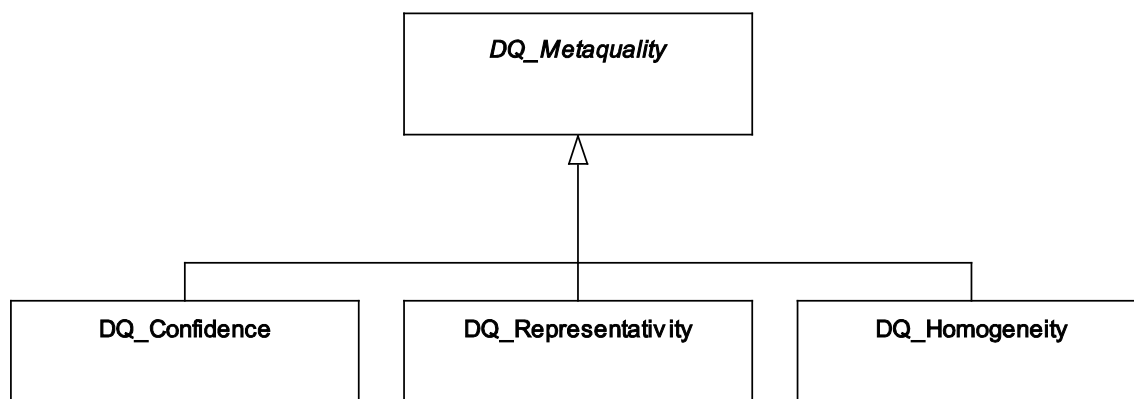 DQ_Metaquality
DQ_Confidence
DQ_Representativity
DQ_Homogeneity